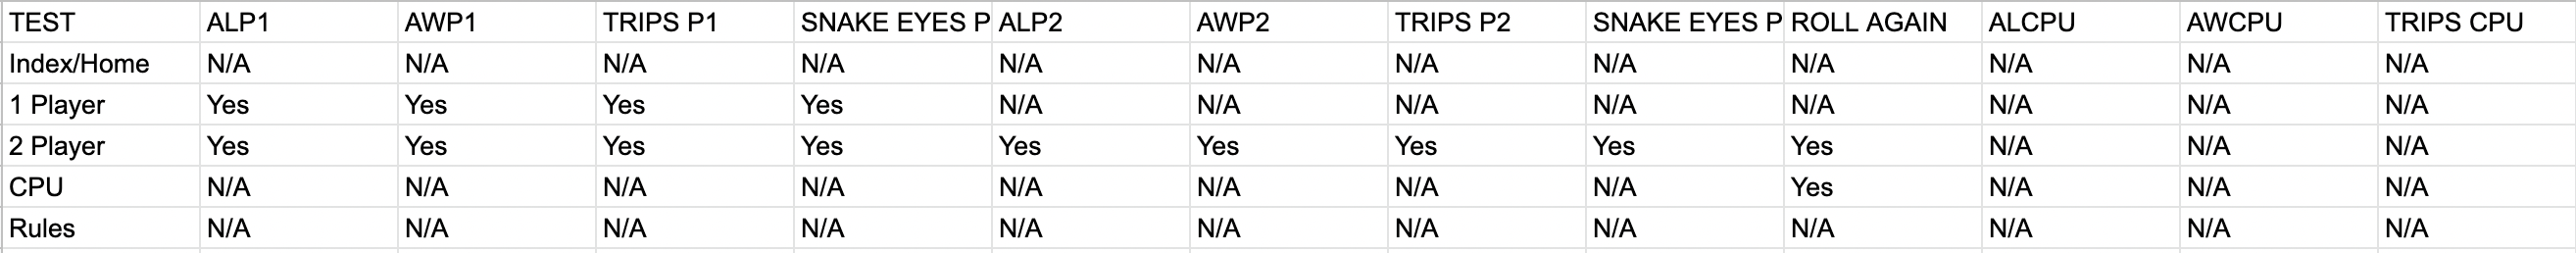 TEST ALP1 AWP1 TRIPS P1 SNAKE EYES P ALP2 AWP2 TRIPS P2 SNAKE EYES P ROLL AGAIN ALCPU AWCPU TRIPS CPU
Index/Home N/A N/A N/A N/A N/A N/A N/A N/A N/A N/A N/A N/A
1 Player Yes Yes Yes Yes N/A N/A N/A N/A N/A N/A N/A N/A
2 Player Yes Yes Yes Yes Yes Yes Yes Yes Yes N/A N/A N/A
CPU N/A N/A N/A N/A N/A N/A N/A N/A Yes N/A N/A N/A
Rules N/A N/A N/A N/A N/A N/A N/A N/A N/A N/A N/A N/A